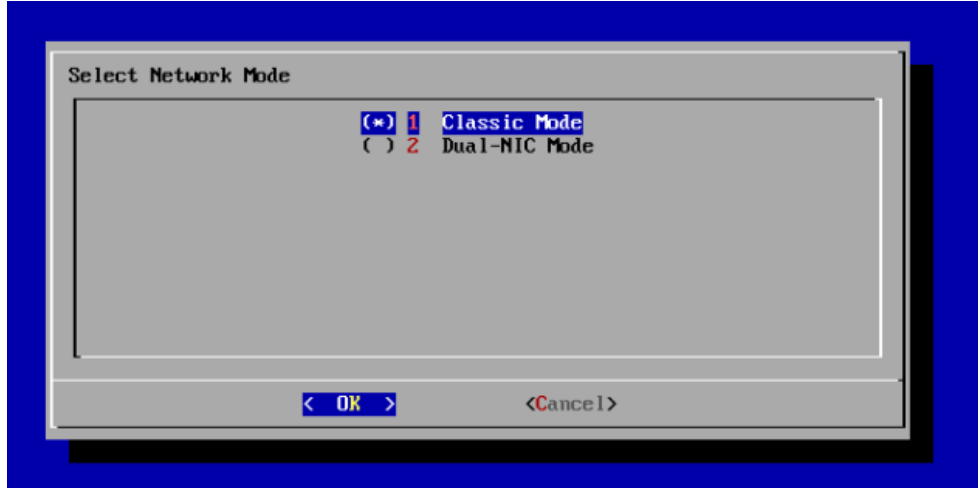 Select Network Mode
(*) 1 Classic Mode
( ) 2 Dual-NIC Mode
< OK > <Cancel>